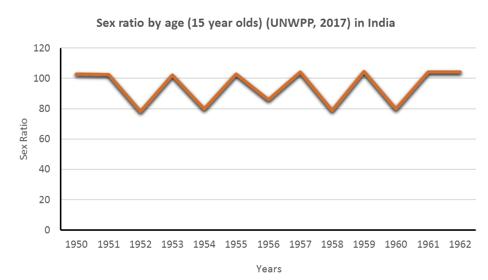 Sex ratio by age (15 year olds) (UNWPP, 2017) in India
120
100
80
60
40
20
0
Sex Ratio
1950 1951 1952 1953 1954 1955 1956 1957 1958 1959 1960 1961 1962
Years